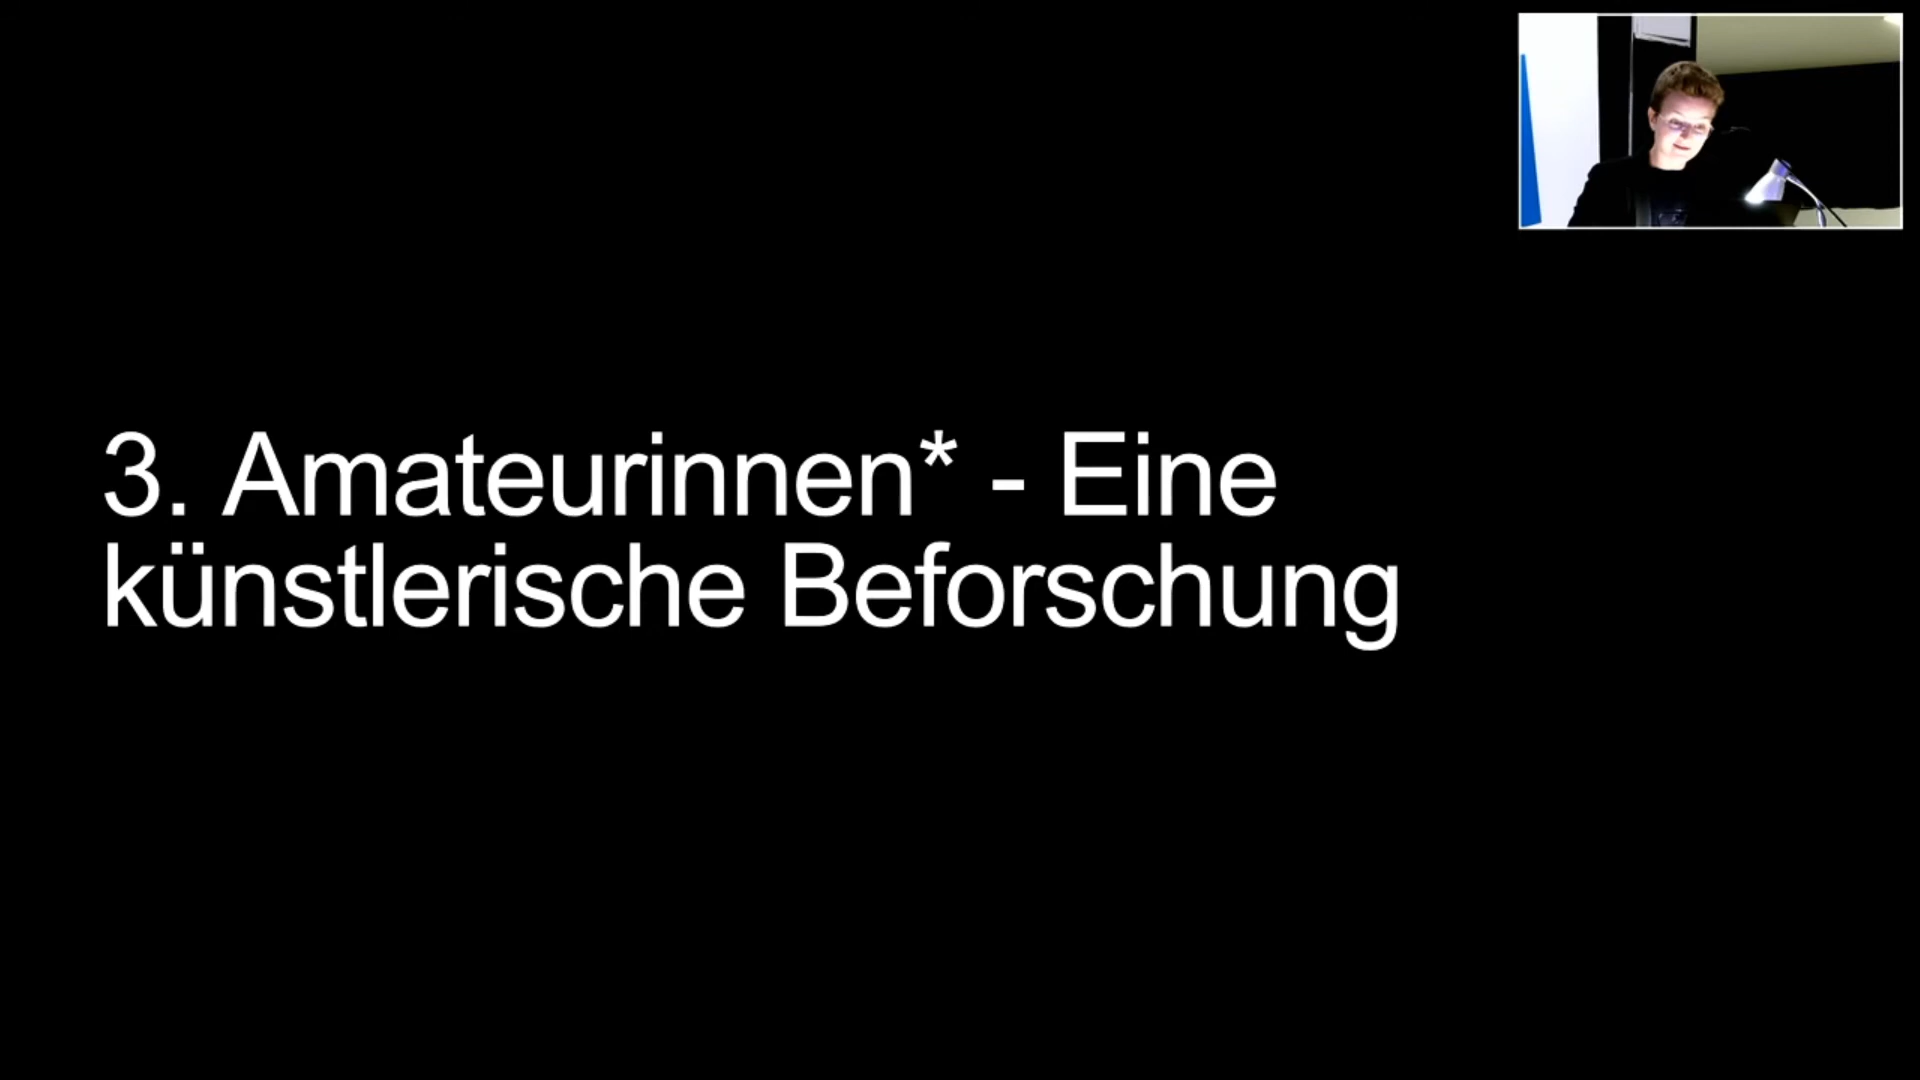 3. Amateurinnen* - Eine
künstlerische Beforschung